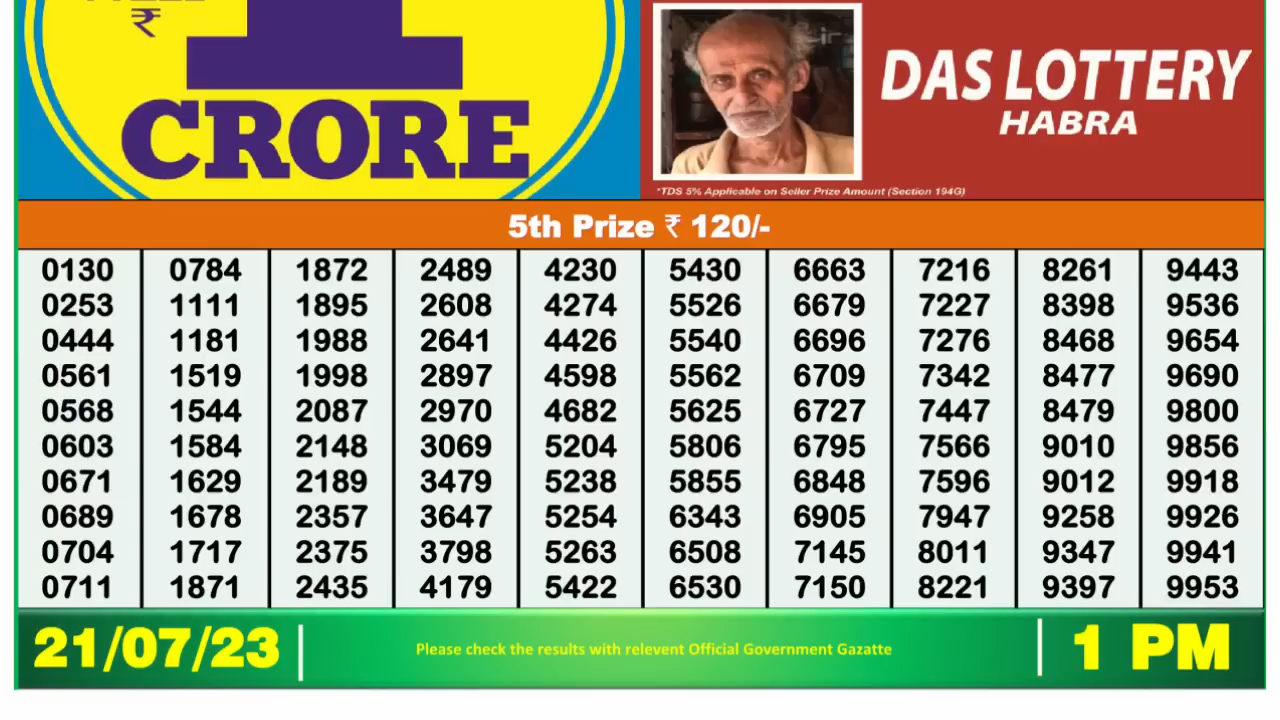 ₹
1
CRORE
DAS LOTTERY
HABRA
*TDS 5% Applicable on Seller Prize Amount (Section 194G)
5th Prize ₹ 120/-
0130 0784 1872 2489 4230 5430 6663 7216 8261 9443
0253 1111 1895 2608 4274 5526 6679 7227 8398 9536
0444 1181 1988 2641 4426 5540 6696 7276 8468 9654
0561 1519 1998 2897 4598 5562 6709 7342 8477 9690
0568 1544 2087 2970 4682 5625 6727 7447 8479 9800
0603 1584 2148 3069 5204 5806 6795 7566 9010 9856
0671 1629 2189 3479 5238 5855 6848 7596 9012 9918
0689 1678 2357 3647 5254 6343 6905 7947 9258 9926
0704 1717 2375 3798 5263 6508 7145 8011 9347 9941
0711 1871 2435 4179 5422 6530 7150 8221 9397 9953
21/07/23 Please check the results with relevent Official Government Gazatte 1 PM